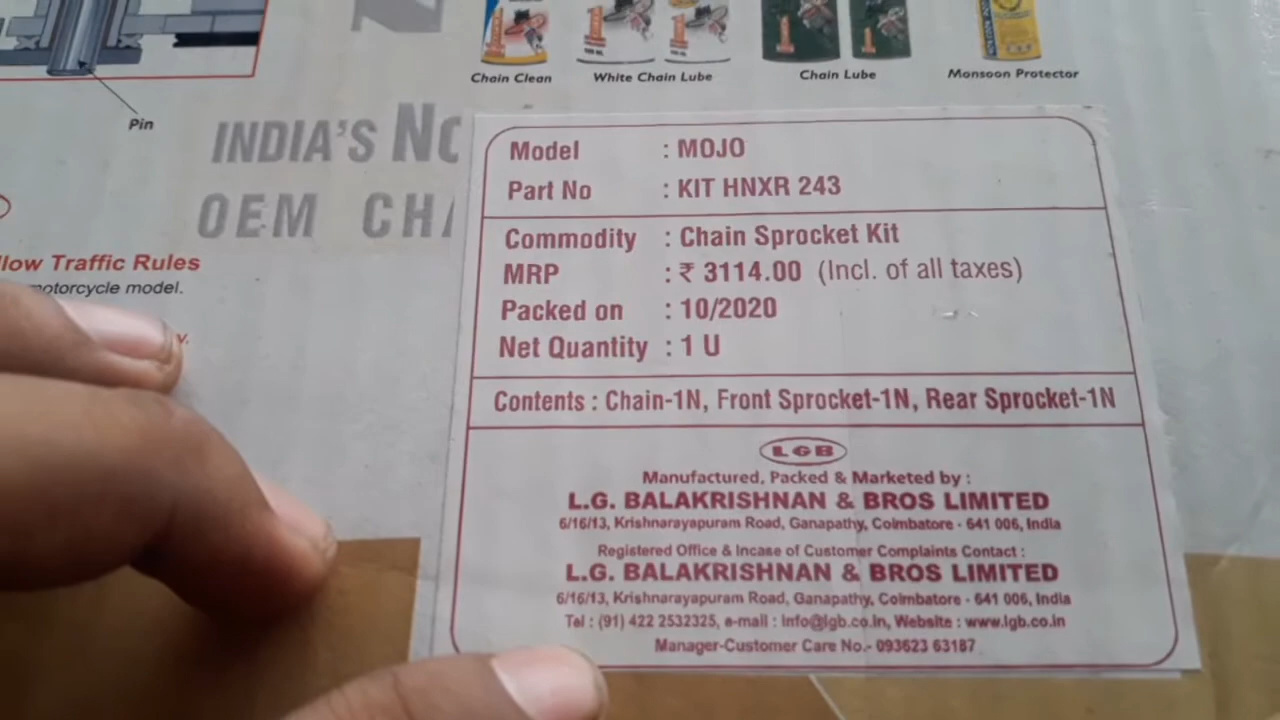 Chain Clean
White Chain Lube
Chain Lube
Monsoon Protector
Pin
INDIA'S NO
OEM CHA
Traffic Rules
motorcycle model.
Model : MOJO
Part No : KIT HNXR 243
Commodity : Chain Sprocket Kit
MRP : ₹ 3114.00 (Incl. of all taxes)
Packed on : 10/2020
Net Quantity : 1 U
Contents : Chain-1N, Front Sprocket-1N, Rear Sprocket-1N
LGB
Manufactured, Packed & Marketed by :
L.G. BALAKRISHNAN & BROS LIMITED
6/16/13, Krishnarayapuram Road, Ganapathy, Coimbatore - 641 006, India
Registered Office & Incase of Customer Complaints Contact :
L.G. BALAKRISHNAN & BROS LIMITED
6/16/13, Krishnarayapuram Road, Ganapathy, Coimbatore - 641 006, India
Tel : (91) 422 2532325, e-mail : info@lgb.co.in, Website : www.lgb.co.in
Manager-Customer Care No.- 093623 63187